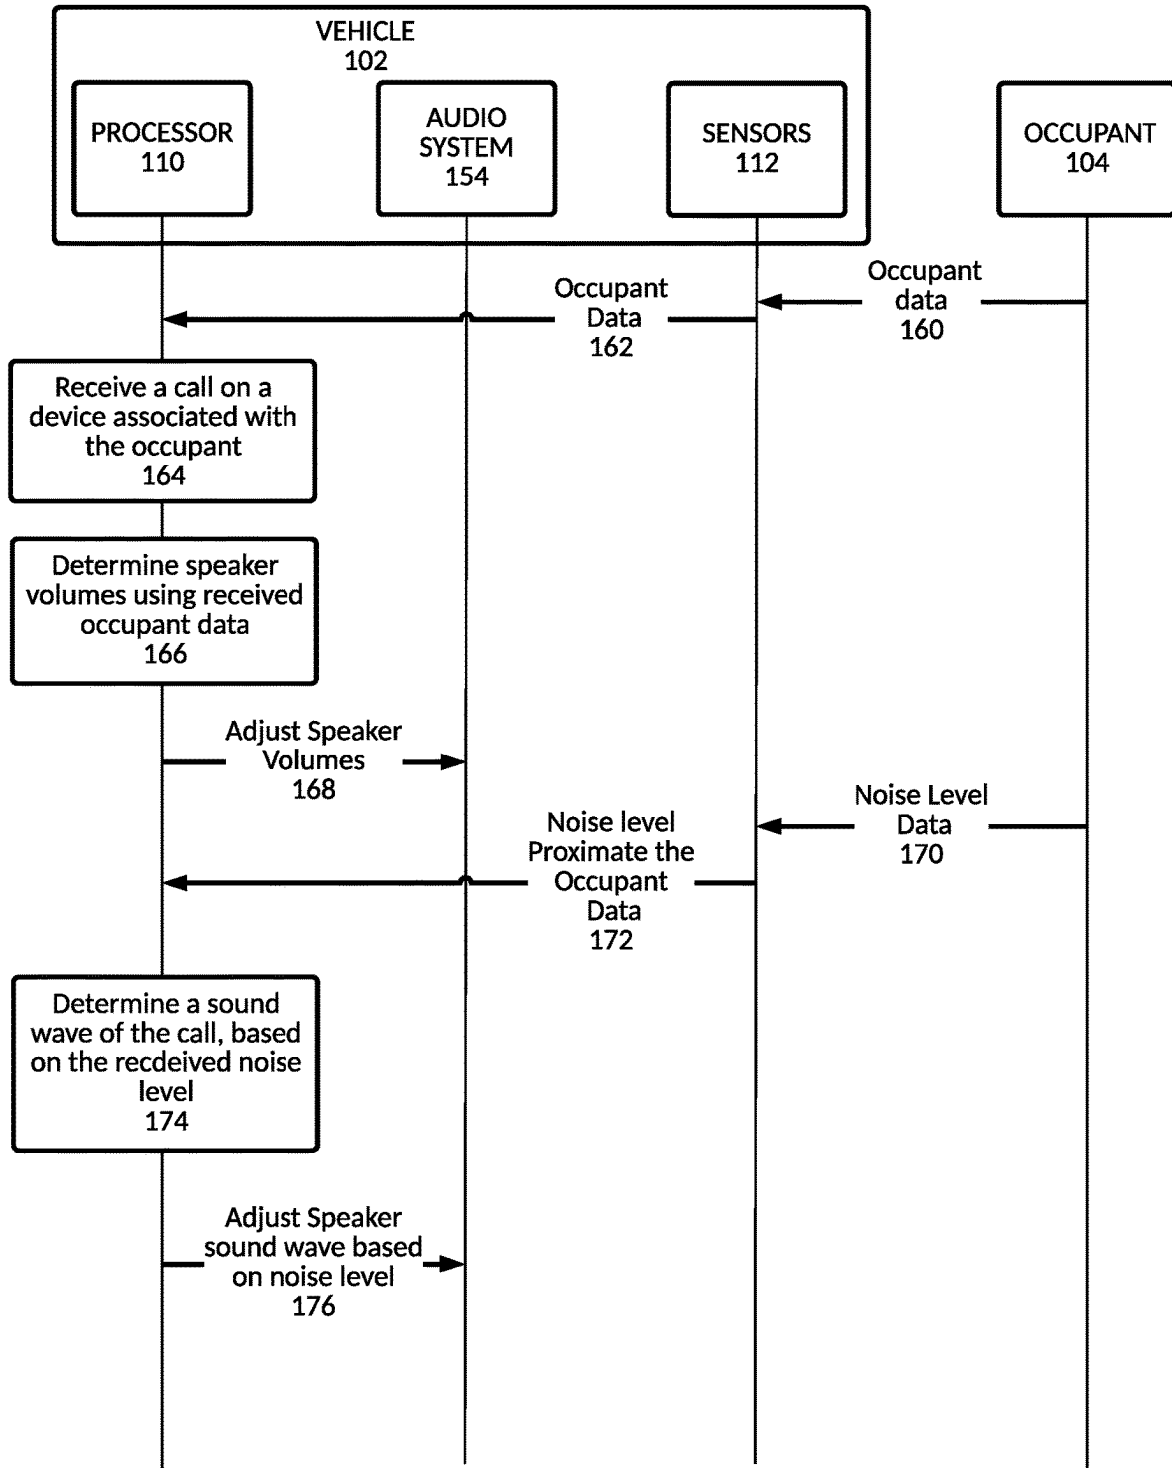 VEHICLE
102
PROCESSOR
110
AUDIO
SYSTEM
154
SENSORS
112
OCCUPANT
104
Occupant
data
160
Occupant
Data
162
Receive a call on a
device associated with
the occupant
164
Determine speaker
volumes using received
occupant data
166
Adjust Speaker
Volumes
168
Noise Level
Data
170
Noise level
Proximate the
Occupant
Data
172
Determine a sound
wave of the call, based
on the recdeived noise
level
174
Adjust Speaker
sound wave based
on noise level
176